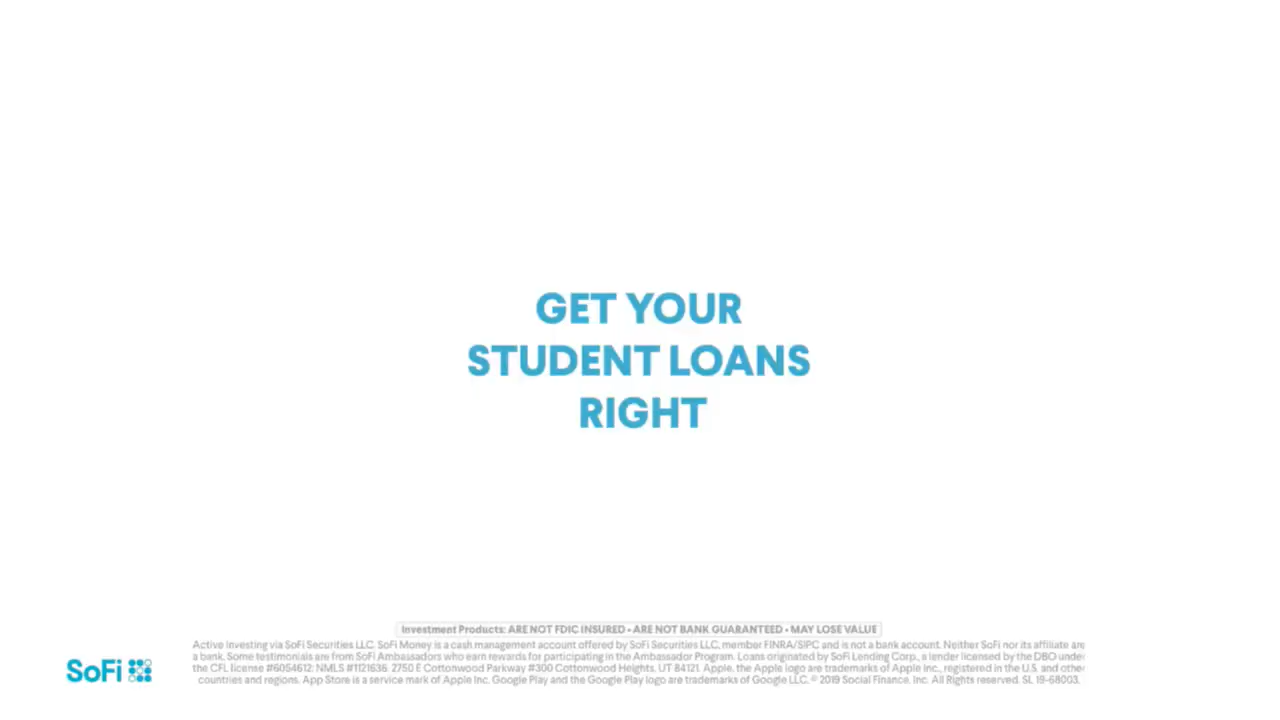 GET YOUR
STUDENT LOANS
RIGHT
Investment Products: ARE NOT FDIC INSURED • ARE NOT BANK GUARANTEED • MAY LOSE VALUE
Active Investing via SoFi Securities LLC. SoFi Money is a cash management account offered by SoFi Securities LLC, member FINRA/SIPC and is not a bank account. Neither SoFi nor its affiliate are
a bank. Some testimonials are from SoFi Ambassadors who earn rewards for participating in the Ambassador Program. Loans originated by SoFi Lending Corp., a lender licensed by the DBO under
the CFL license #6054612. NMLS #1121636. 2750 E Cottonwood Parkway #300 Cottonwood Heights, UT 84121. Apple, the Apple logo are trademarks of Apple Inc., registered in the U.S. and other
countries and regions. App Store is a service mark of Apple Inc. Google Play and the Google Play logo are trademarks of Google LLC. © 2019 Social Finance, Inc. All Rights reserved. SL 19-68003.
SoFi